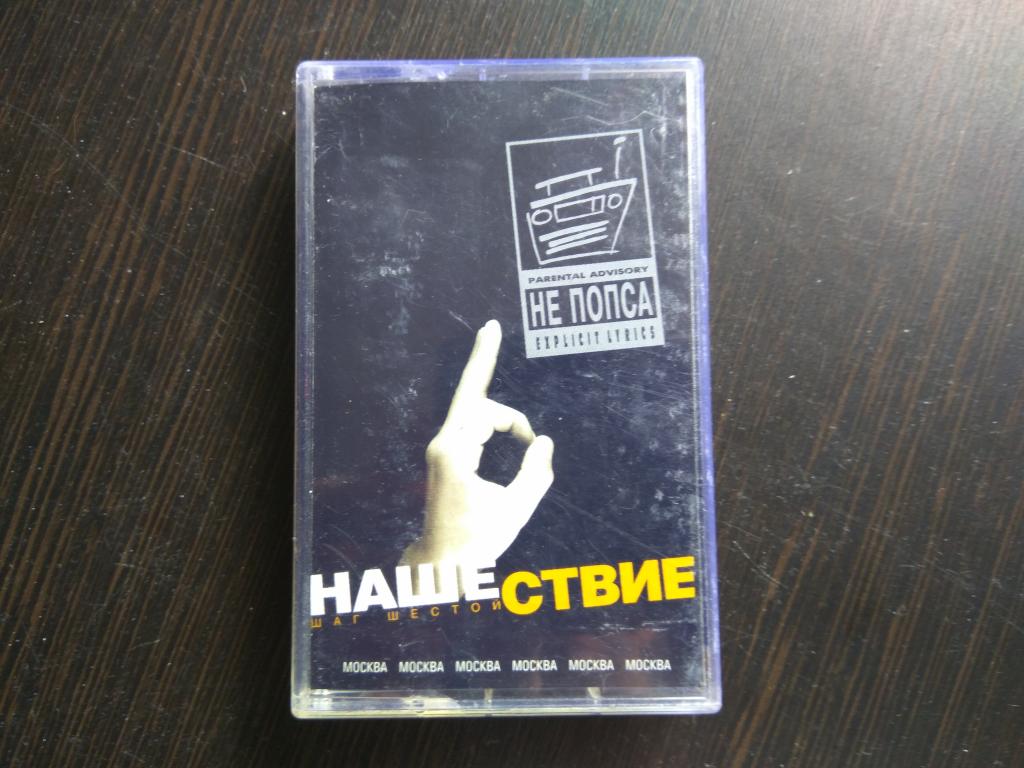 PARENTAL ADVISORY
НЕ ПОПСА
EXPLICIT LYRICS
НАШЕСТВИЕ
ШАГ ШЕСТОЙ
МОСКВА МОСКВА МОСКВА МОСКВА МОСКВА МОСКВА